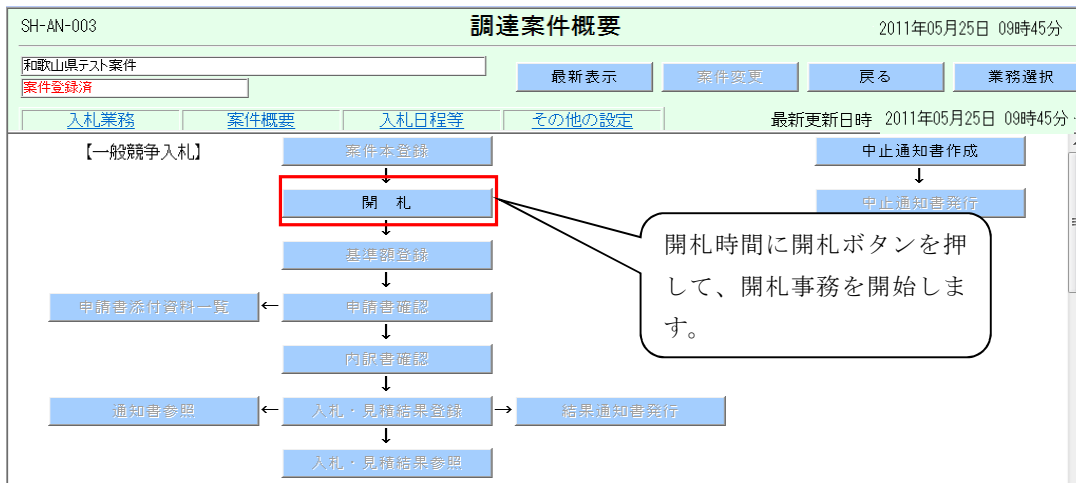 SH-AN-003
調達案件概要
2011年05月25日 09時45分
和歌山県テスト案件
案件登録済
最新表示
案件変更
戻る
業務選択
入札業務
案件概要
入札日程等
その他の設定
最新更新日時 2011年05月25日 09時45分
【一般競争入札】
案件本登録
中止通知書作成
↓
↓
開 札
中止通知書発行
↓
開札時間に開札ボタンを押
して、開札事務を開始しま
す。
基準額登録
↓
申請書添付資料一覧
←
申請書確認
↓
内訳書確認
↓
通知書参照
←
入札・見積結果登録
→
結果通知書発行
↓
入札・見積結果参照